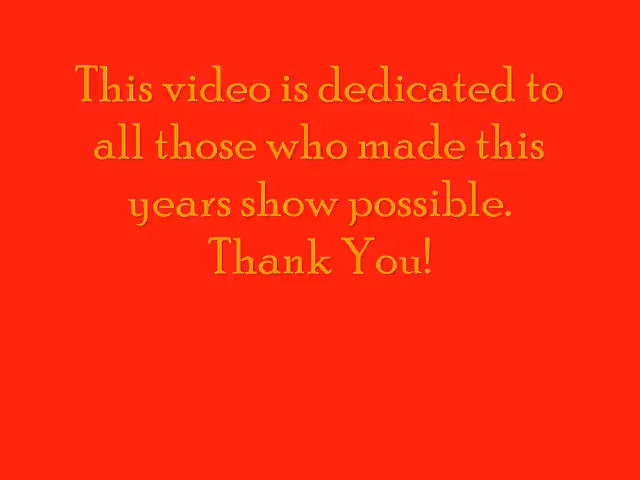 This video is dedicated to
all those who made this
years show possible.
Thank You!